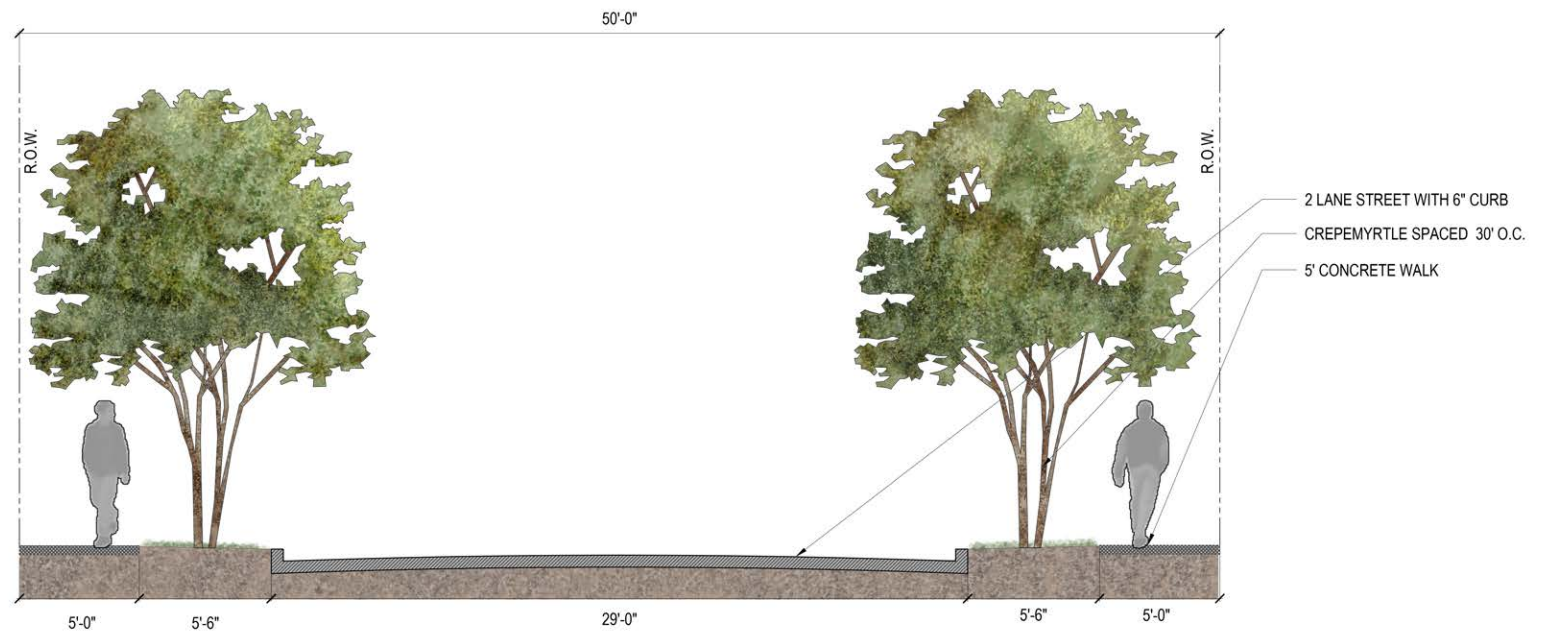 50'-0"
R.O.W.
R.O.W.
2 LANE STREET WITH 6" CURB
CREPEMYRTLE SPACED 30' O.C.
5' CONCRETE WALK
5'-0"
5'-6"
29'-0"
5'-6"
5'-0"